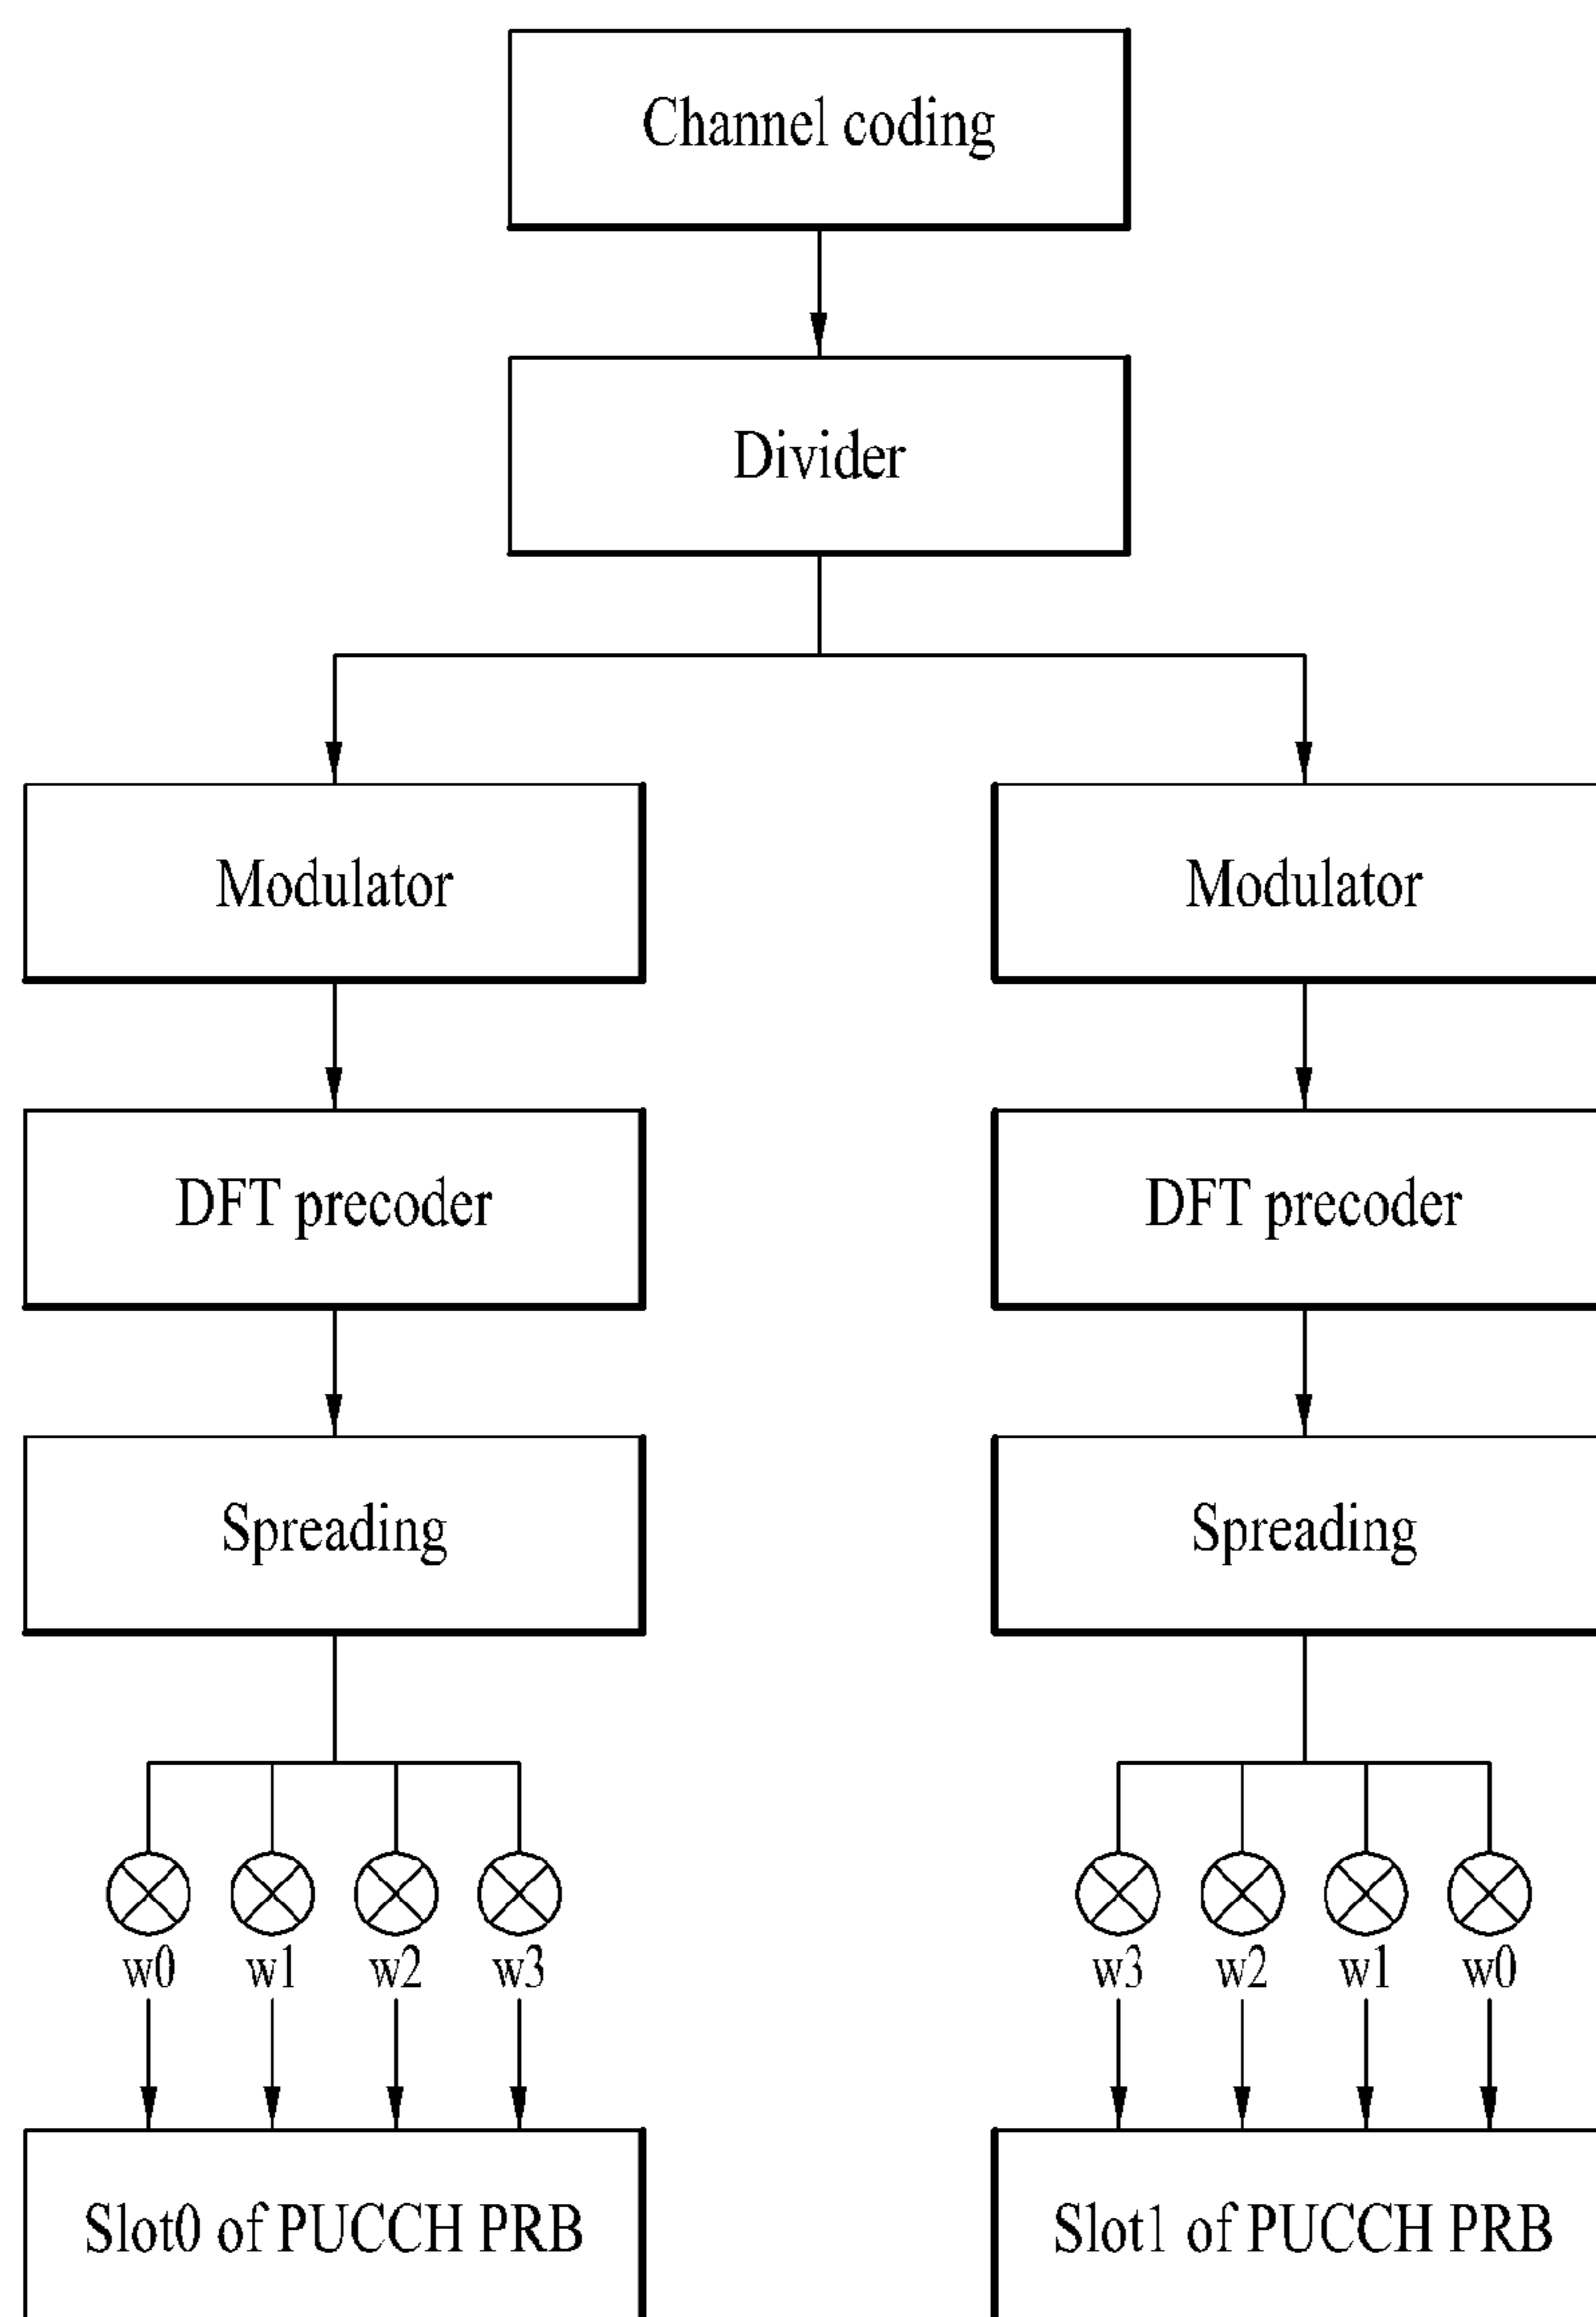 Channel coding
Divider
Modulator
Modulator
DFT precoder
DFT precoder
Spreading
Spreading
w0 w1 w2 w3
w3 w2 w1 w0
Slot0 of PUCCH PRB
Slot1 of PUCCH PRB